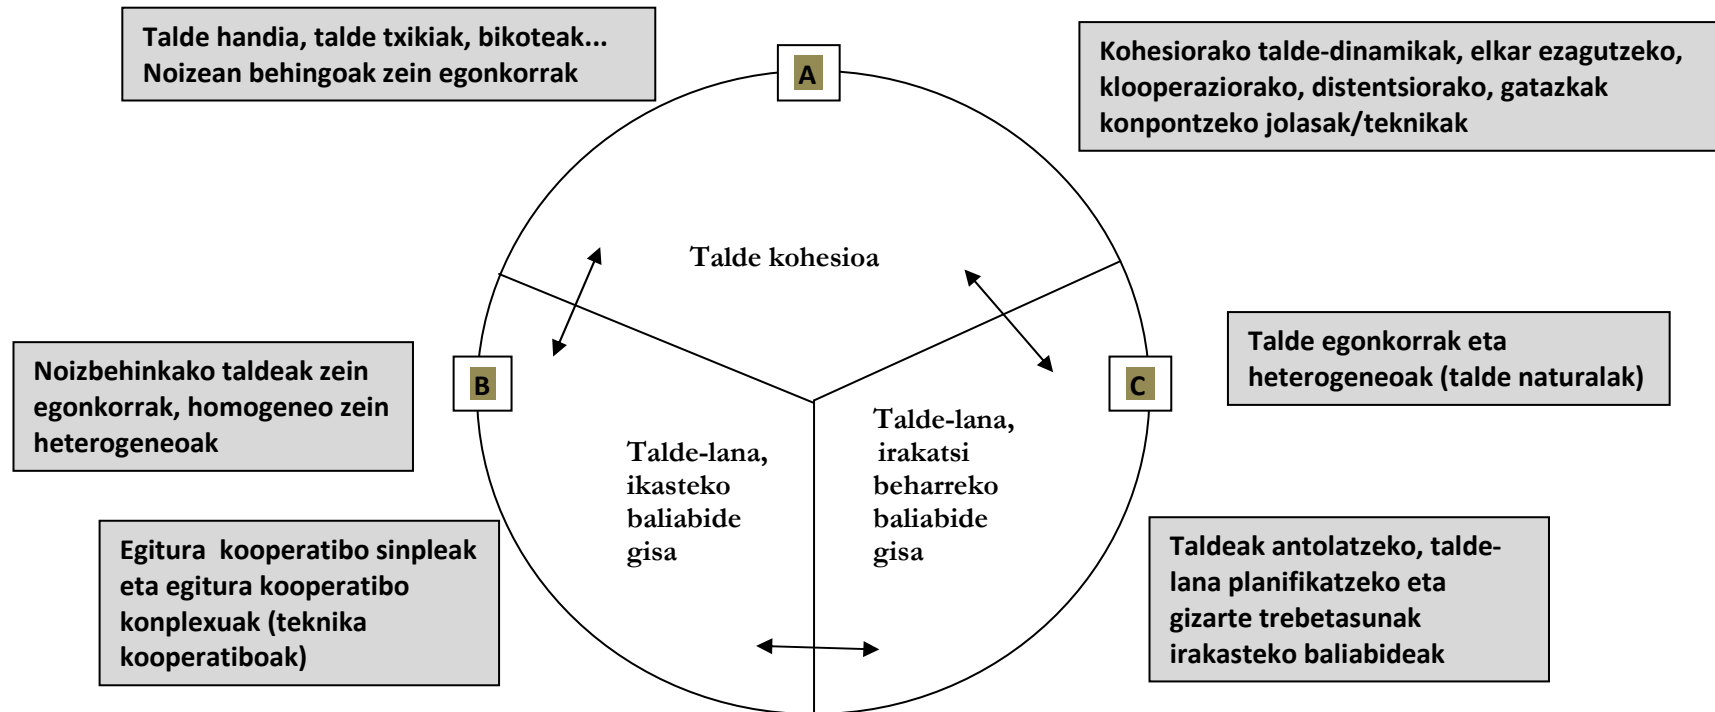 Talde handia, talde txikiak, bikoteak...
Noizean behingoak zein egonkorrak
A
Kohesiorako talde-dinamikak, elkar ezagutzeko,
klooperaziorako, distentsiorako, gatazkak
konpontzeko jolasak/teknikak
Talde kohesioa
Noizbehinkako taldeak zein
egonkorrak, homogeneo zein
heterogeneoak
B
C
Talde egonkorrak eta
heterogeneoak (talde naturalak)
Talde-lana,
ikasteko
baliabide
gisa
Talde-lana,
irakatsi
beharreko
baliabide
gisa
Egitura kooperatibo sinpleak
eta egitura kooperatibo
konplexuak (teknika
kooperatiboak)
Taldeak antolatzeko, talde-
lana planifikatzeko eta
gizarte trebetasunak
irakasteko baliabideak